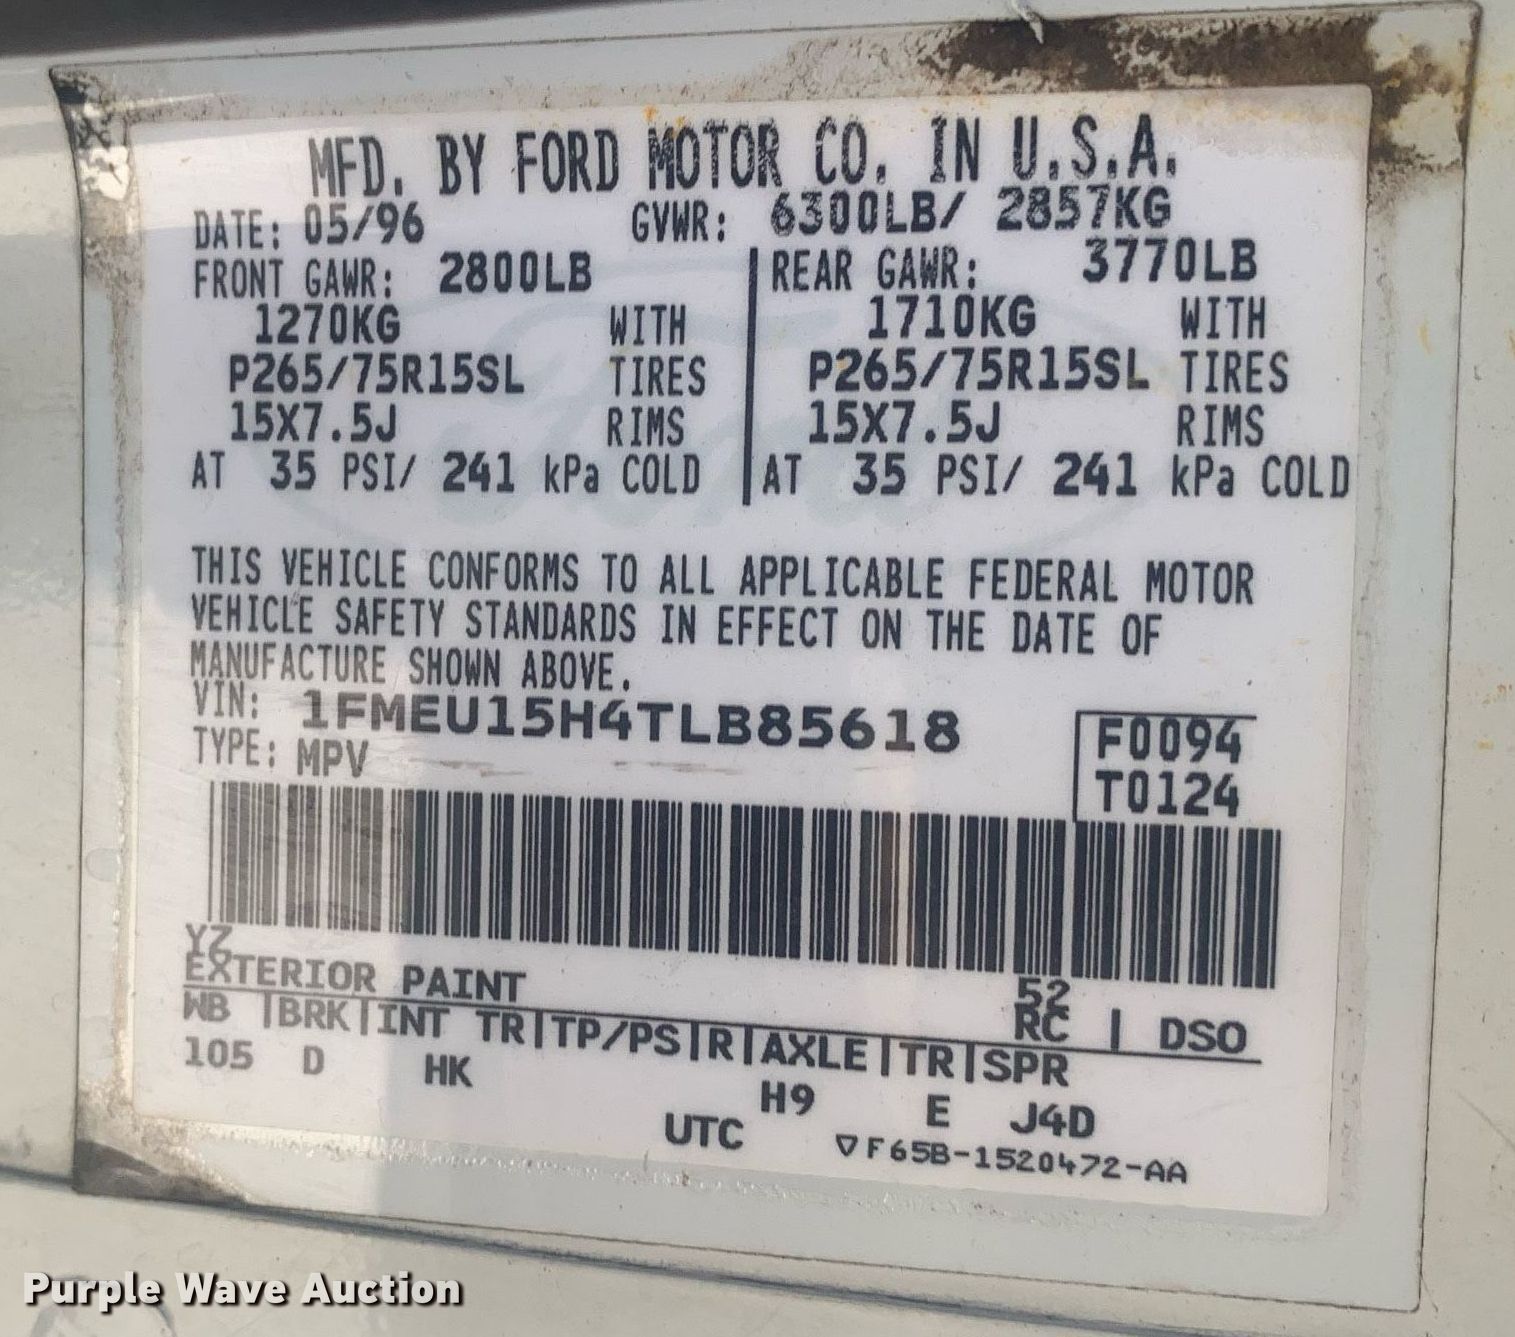 MFD. BY FORD MOTOR CO. IN U.S.A.
DATE: 05/96 GVWR: 6300LB/ 2857KG
FRONT GAWR: 2800LB REAR GAWR: 3770LB
1270KG WITH 1710KG WITH
P265/75R15SL TIRES P265/75R15SL TIRES
15X7.5J RIMS 15X7.5J RIMS
AT 35 PSI/ 241 kPa COLD AT 35 PSI/ 241 kPa COLD
THIS VEHICLE CONFORMS TO ALL APPLICABLE FEDERAL MOTOR
VEHICLE SAFETY STANDARDS IN EFFECT ON THE DATE OF
MANUFACTURE SHOWN ABOVE.
VIN: 1FMEU15H4TLB85618 F0094
TYPE: MPV T0124
YZ
EXTERIOR PAINT 52
RC | DSO
WB |BRK|INT TR|TP/PS|R|AXLE|TR|SPR
105 D HK H9 E J4D
UTC ▽F65B-1520472-AA
Purple Wave Auction